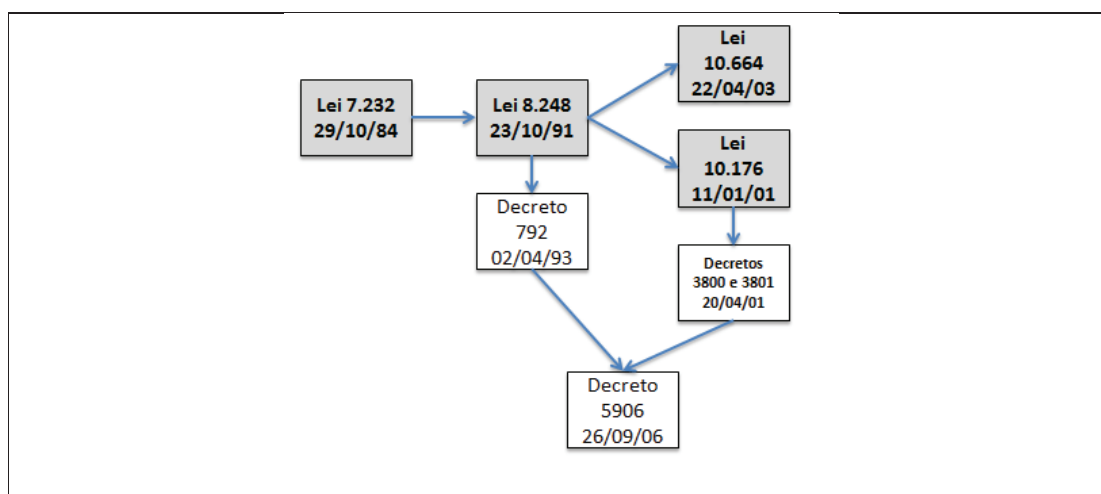 Lei 7.232
29/10/84
Lei 8.248
23/10/91
Lei
10.664
22/04/03
Lei
10.176
11/01/01
Decreto
792
02/04/93
Decretos
3800 e 3801
20/04/01
Decreto
5906
26/09/06